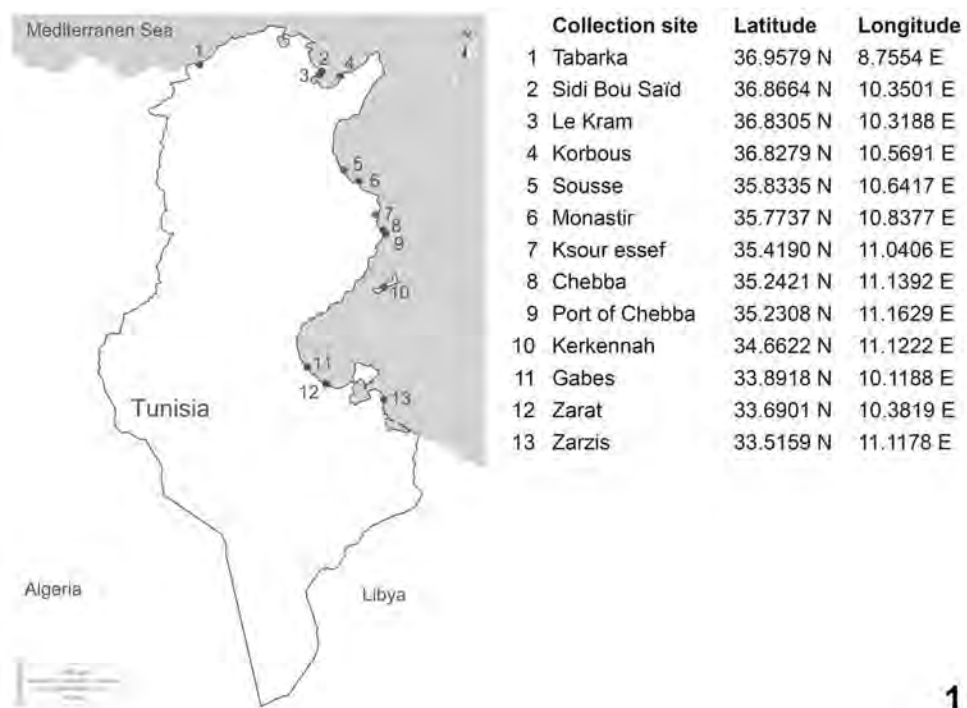 Mediterranen Sea
N
1
2
3
4
5
6
7
8
9
10
11
12
13
Tunisia
Algeria
Libya
Collection site Latitude Longitude
1 Tabarka 36.9579 N 8.7554 E
2 Sidi Bou Saïd 36.8664 N 10.3501 E
3 Le Kram 36.8305 N 10.3188 E
4 Korbous 36.8279 N 10.5691 E
5 Sousse 35.8335 N 10.6417 E
6 Monastir 35.7737 N 10.8377 E
7 Ksour essef 35.4190 N 11.0406 E
8 Chebba 35.2421 N 11.1392 E
9 Port of Chebba 35.2308 N 11.1629 E
10 Kerkennah 34.6622 N 11.1222 E
11 Gabes 33.8918 N 10.1188 E
12 Zarat 33.6901 N 10.3819 E
13 Zarzis 33.5159 N 11.1178 E
1